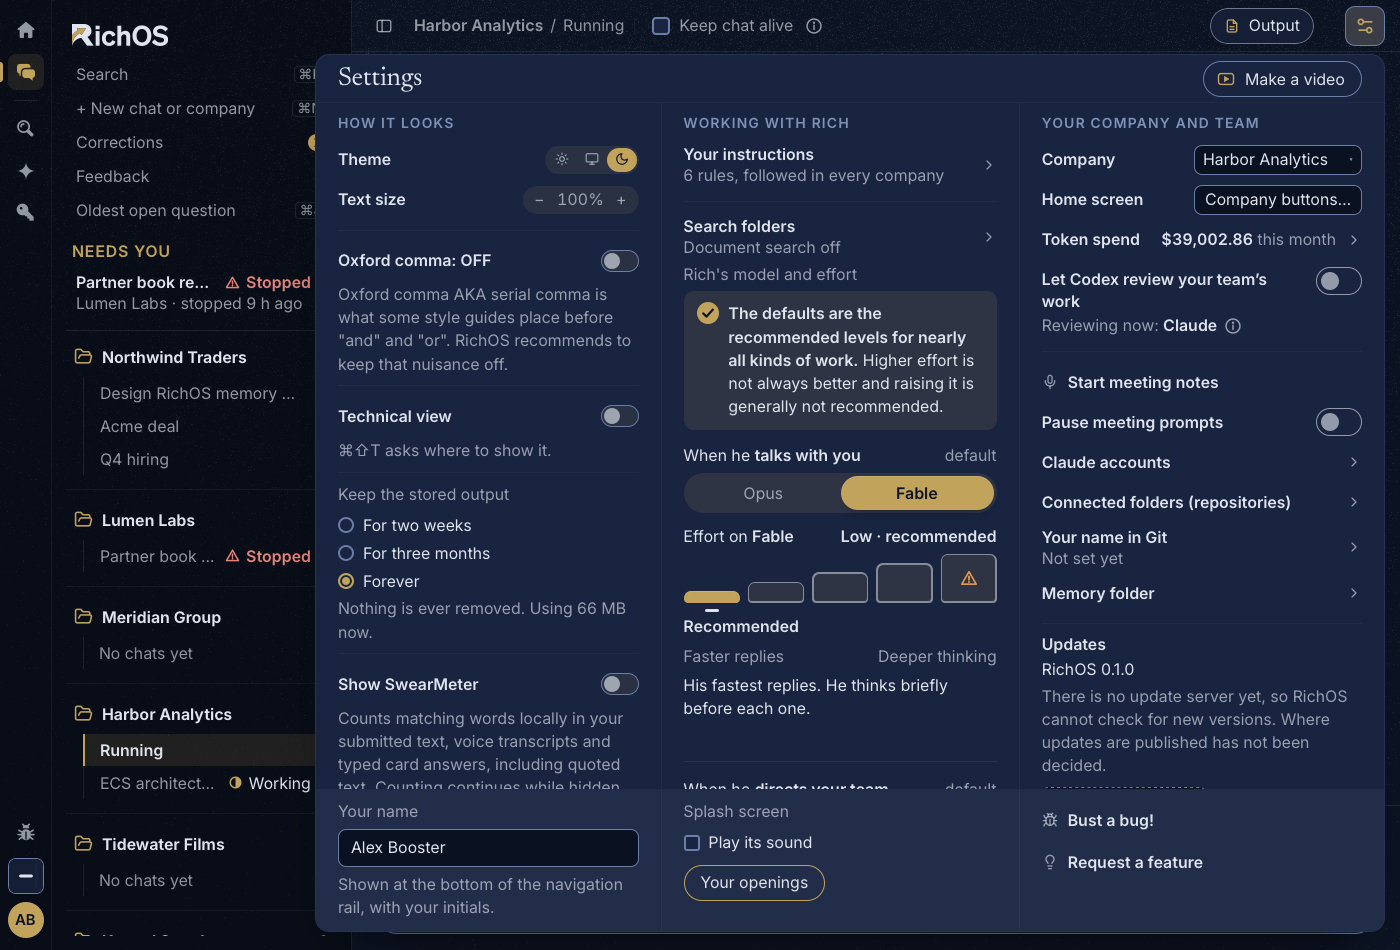 RichOS
Search
+ New chat or company
Corrections
Feedback
Oldest open question
NEEDS YOU
Partner book re... Stopped
Lumen Labs · stopped 9 h ago
Northwind Traders
Design RichOS memory ...
Acme deal
Q4 hiring
Lumen Labs
Partner book ... Stopped
Meridian Group
No chats yet
Harbor Analytics
Running
ECS architect... Working
Tidewater Films
No chats yet
AB
Harbor Analytics / Running
Keep chat alive
Output
Settings
Make a video
HOW IT LOOKS
Theme
Text size
− 100% +
Oxford comma: OFF
Oxford comma AKA serial comma is
what some style guides place before
"and" and "or". RichOS recommends to
keep that nuisance off.
Technical view
⌘⇧T asks where to show it.
Keep the stored output
For two weeks
For three months
Forever
Nothing is ever removed. Using 66 MB
now.
Show SwearMeter
Counts matching words locally in your
submitted text, voice transcripts and
typed card answers, including quoted
text. Counting continues while hidden
Your name
Alex Booster
Shown at the bottom of the navigation
rail, with your initials.
WORKING WITH RICH
Your instructions
6 rules, followed in every company
Search folders
Document search off
Rich's model and effort
The defaults are the
recommended levels for nearly
all kinds of work. Higher effort is
not always better and raising it is
generally not recommended.
When he talks with you default
Opus Fable
Effort on Fable Low · recommended
Recommended
Faster replies Deeper thinking
His fastest replies. He thinks briefly
before each one.
When he directs your team default
Splash screen
Play its sound
Your openings
YOUR COMPANY AND TEAM
Company Harbor Analytics
Home screen Company buttons...
Token spend $39,002.86 this month
Let Codex review your team’s
work
Reviewing now: Claude
Start meeting notes
Pause meeting prompts
Claude accounts
Connected folders (repositories)
Your name in Git
Not set yet
Memory folder
Updates
RichOS 0.1.0
There is no update server yet, so RichOS
cannot check for new versions. Where
updates are published has not been
decided.
Bust a bug!
Request a feature